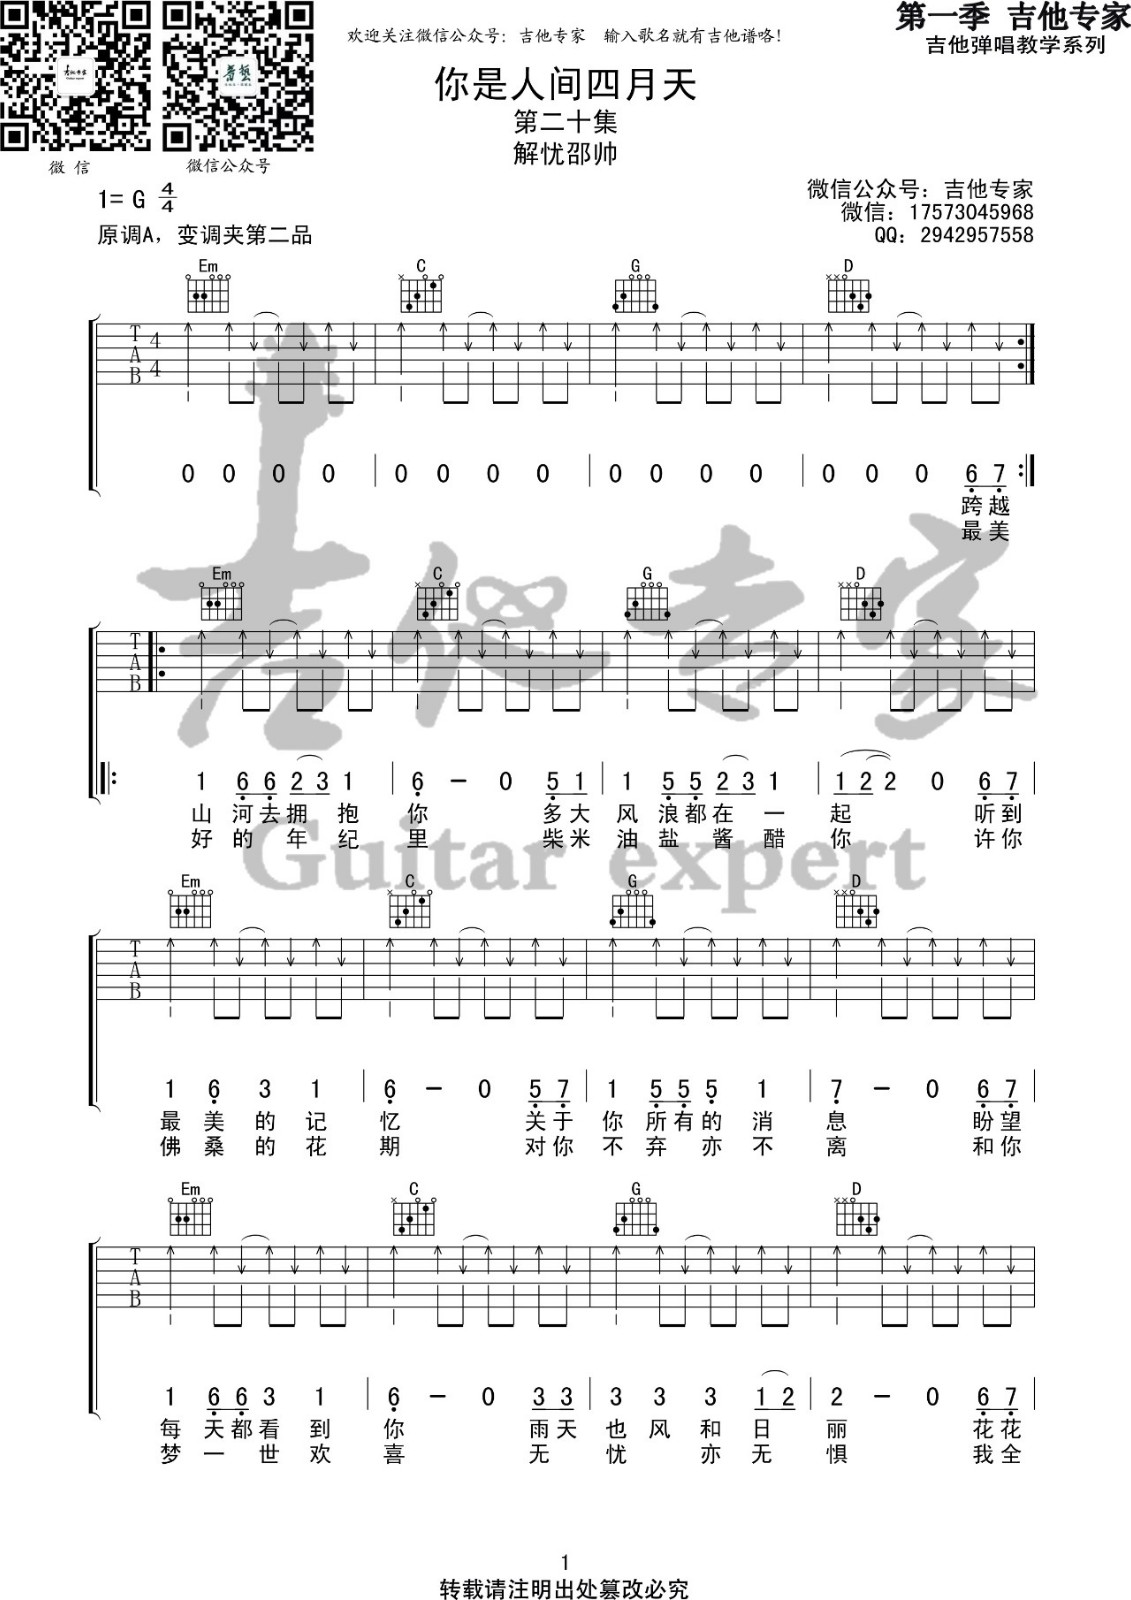 欢迎关注微信公众号：吉他专家 输入歌名就有吉他谱咯！
第一季 吉他专家
吉他弹唱教学系列
你是人间四月天
第二十集
解忧邵帅
微 信
微信公众号
1= G 4/4
原调A，变调夹第二品
微信公众号：吉他专家
微信：17573045968
QQ：2942957558
Em C G D
T A B 4 4
0 0 0 0 | 0 0 0 0 | 0 0 0 0 | 0 0 0 6 7
跨越
最美
吉他专家
Em C G D
T A B
1 6 6 2 3 1 | 6 - 0 5 1 | 1 5 5 2 3 1 | 1 2 2 0 6 7
山 河去拥 抱 你 多大 风 浪都在 一 起 听到
好 的 年 纪 里 柴米 油 盐 酱 醋 你 许你
Guitar expert
Em C G D
T A B
1 6 3 1 | 6 - 0 5 7 | 1 5 5 5 1 | 7 - 0 6 7
最 美 的 记 忆 关于 你 所有的 消 息 盼望
佛 桑 的 花 期 对你 不 弃 亦 不 离 和你
Em C G D
T A B
1 6 6 3 1 | 6 - 0 3 3 | 3 3 3 1 2 | 2 - 0 6 7
每 天都看 到 你 雨天 也 风 和 日 丽 花花
梦 一 世 欢 喜 无 忧 亦 无 惧 我全
1
转载请注明出处篡改必究